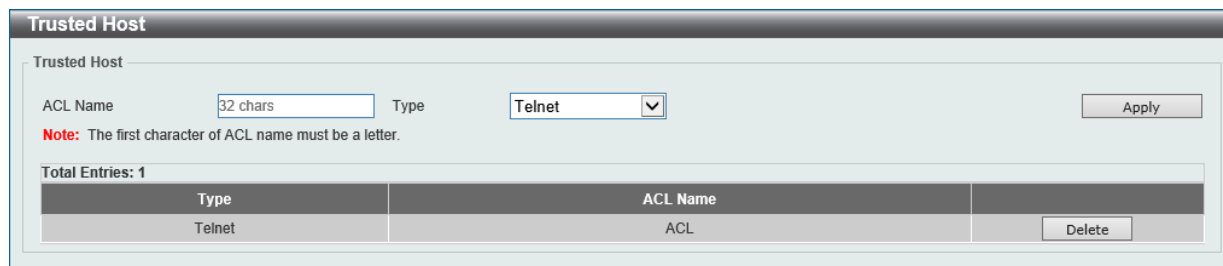 Trusted Host
Trusted Host
ACL Name 32 chars Type Telnet Apply
Note: The first character of ACL name must be a letter.
Total Entries: 1
Type ACL Name
Telnet ACL Delete